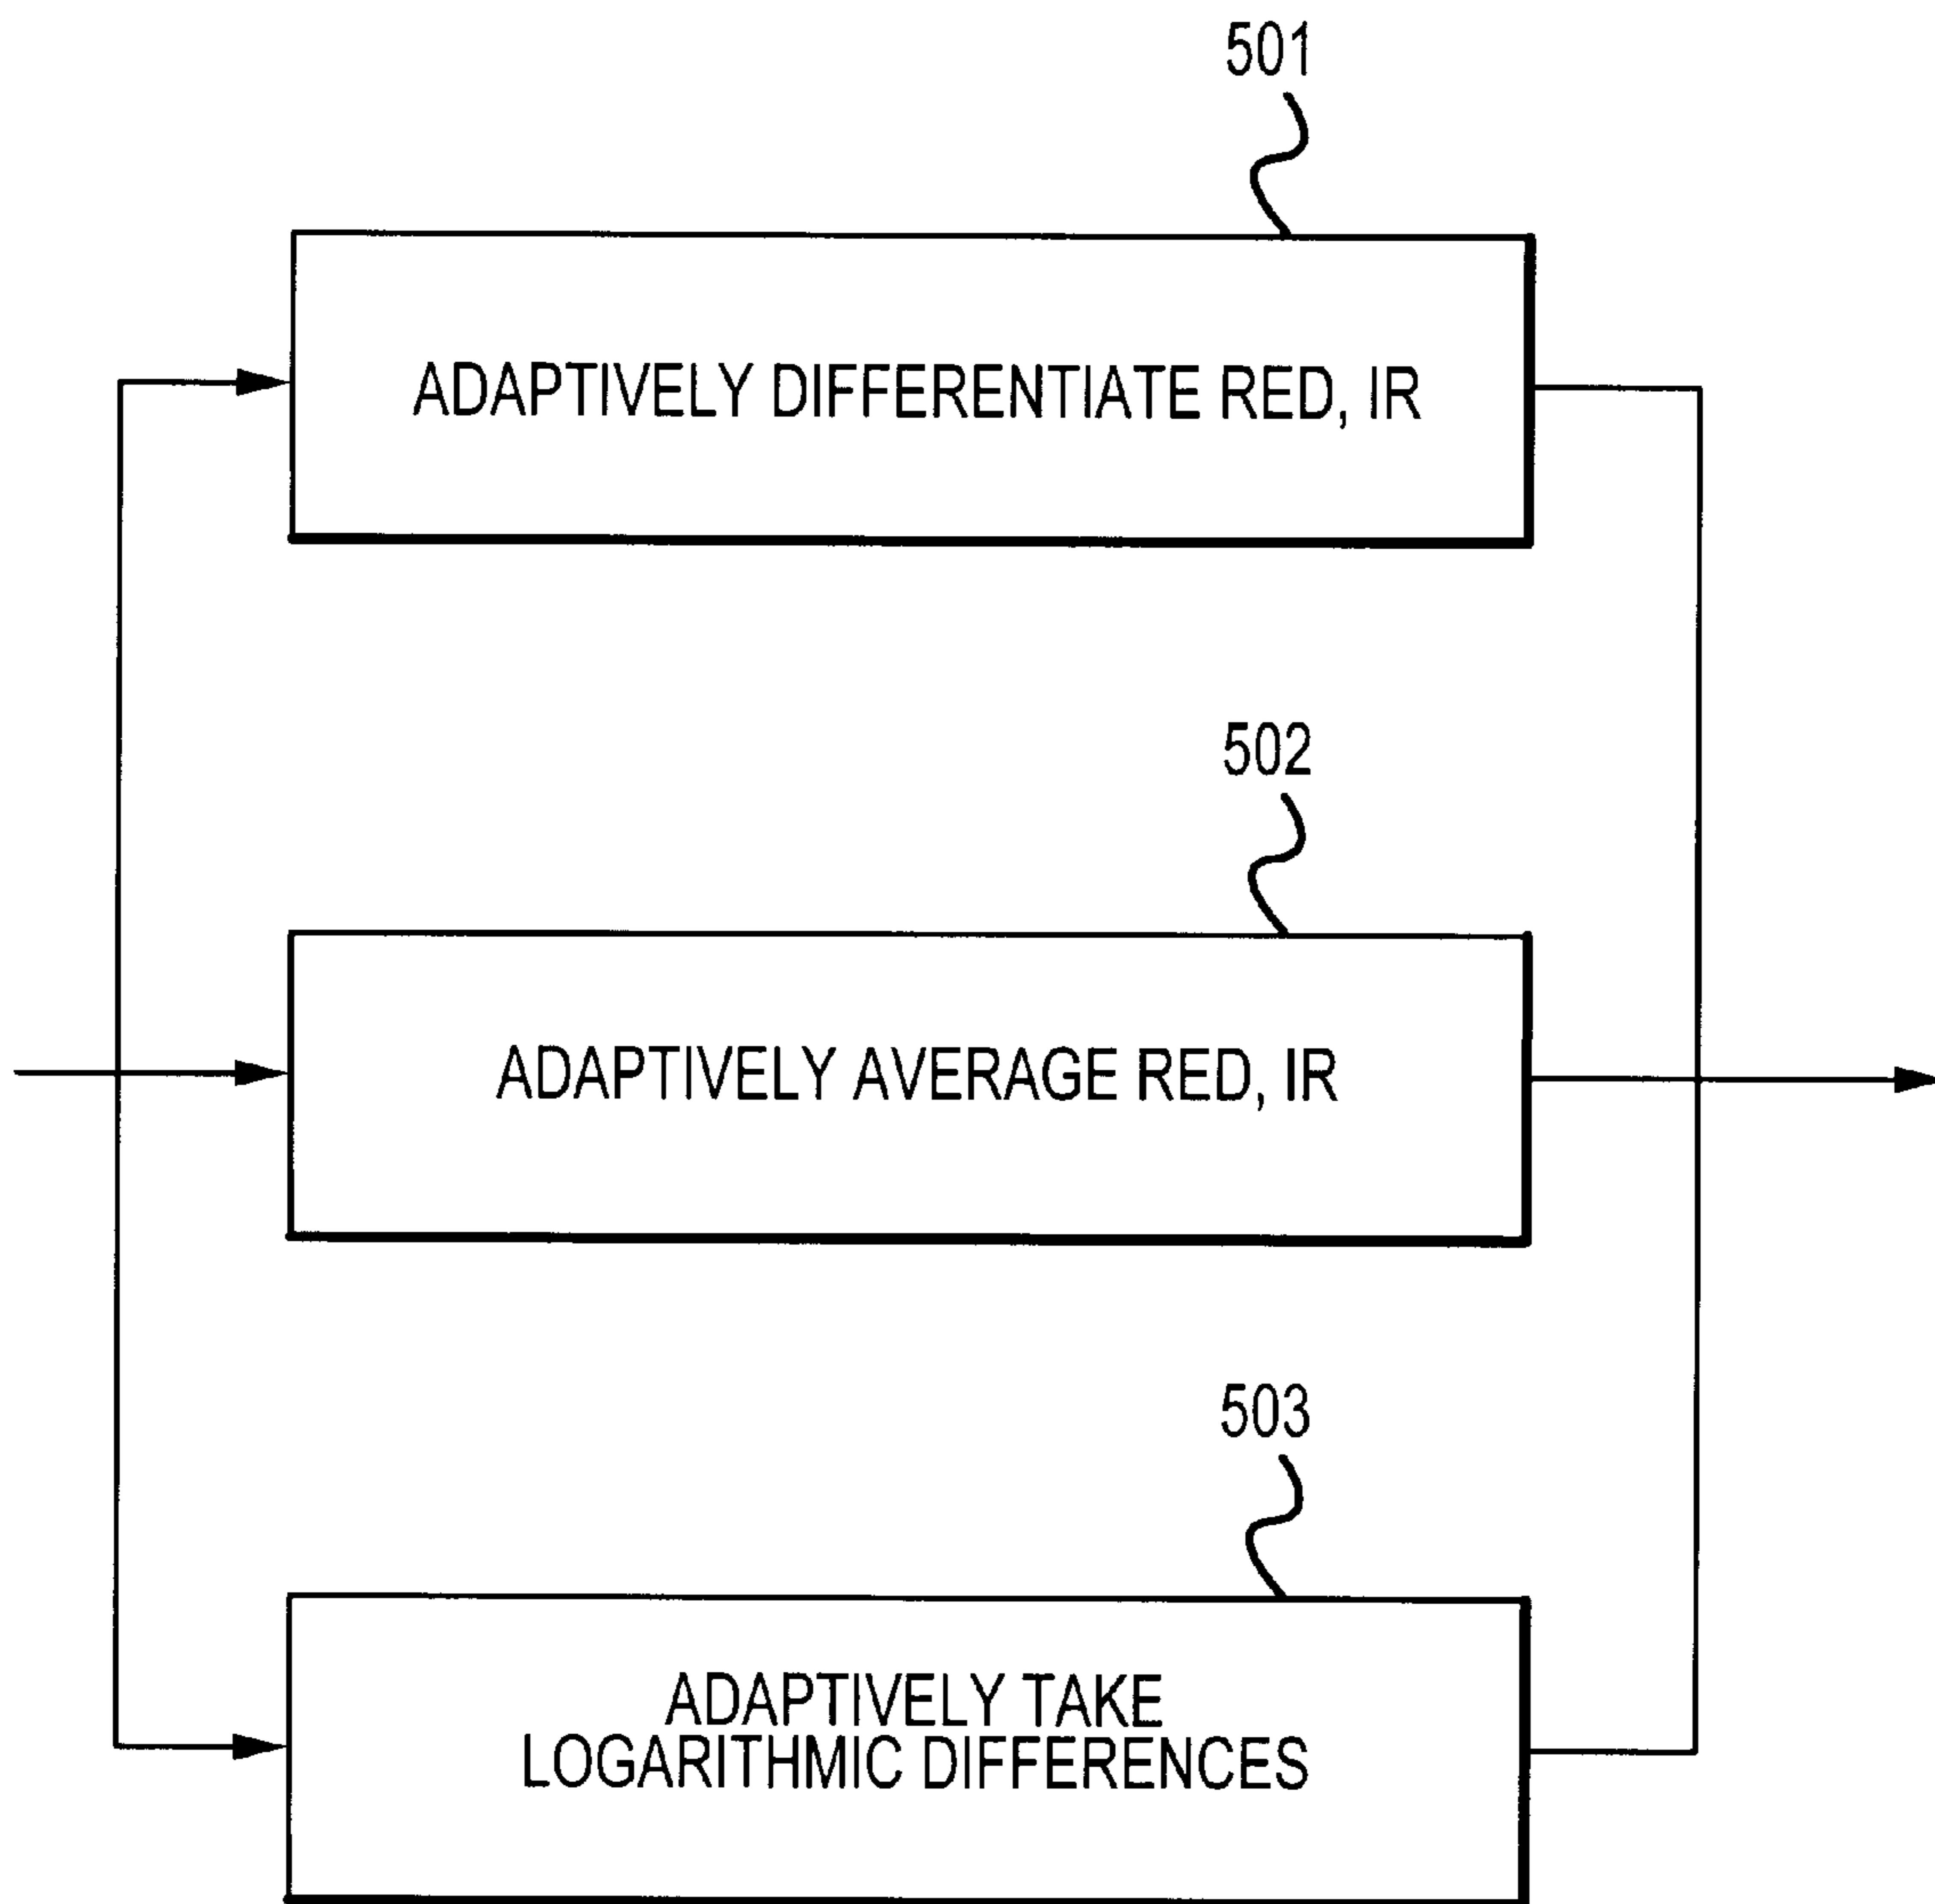 501
ADAPTIVELY DIFFERENTIATE RED, IR
502
ADAPTIVELY AVERAGE RED, IR
503
ADAPTIVELY TAKE
LOGARITHMIC DIFFERENCES